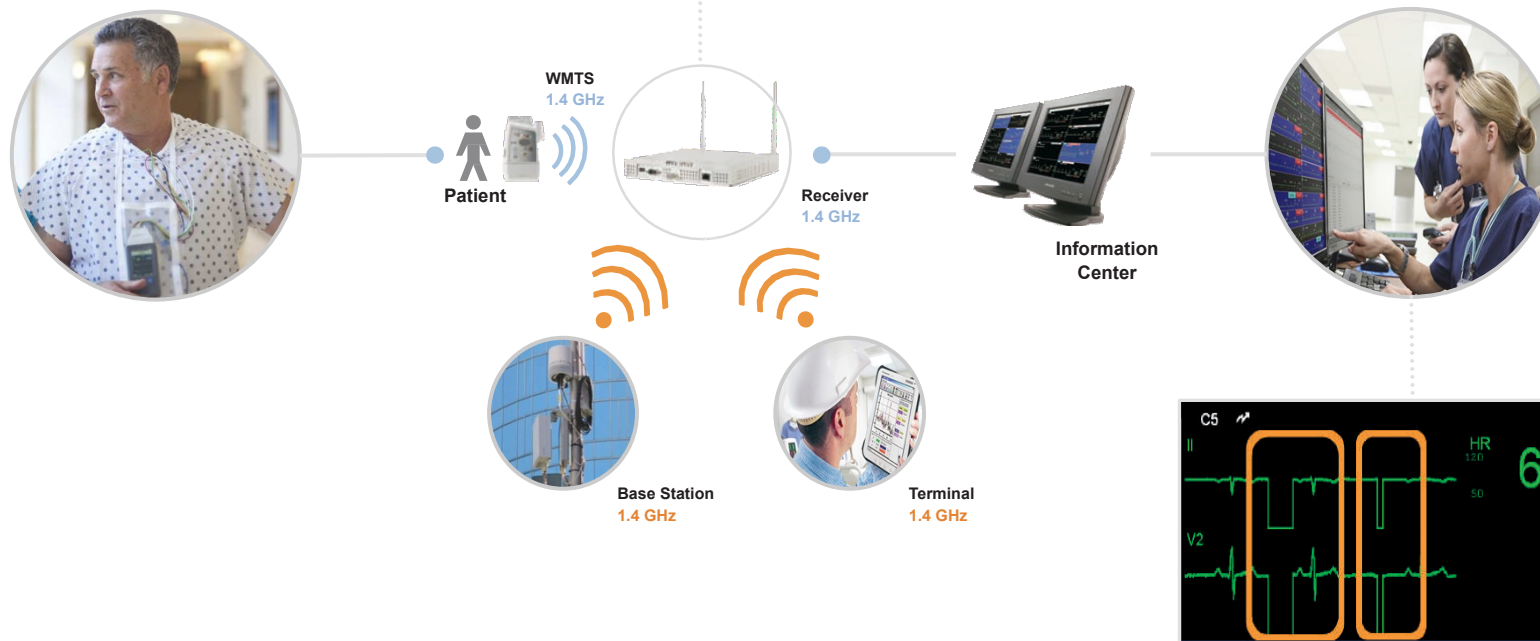 WMTS
1.4 GHz
Patient
Receiver
1.4 GHz
Information
Center
Base Station
1.4 GHz
Terminal
1.4 GHz
C5
II
HR
120
50
6
V2